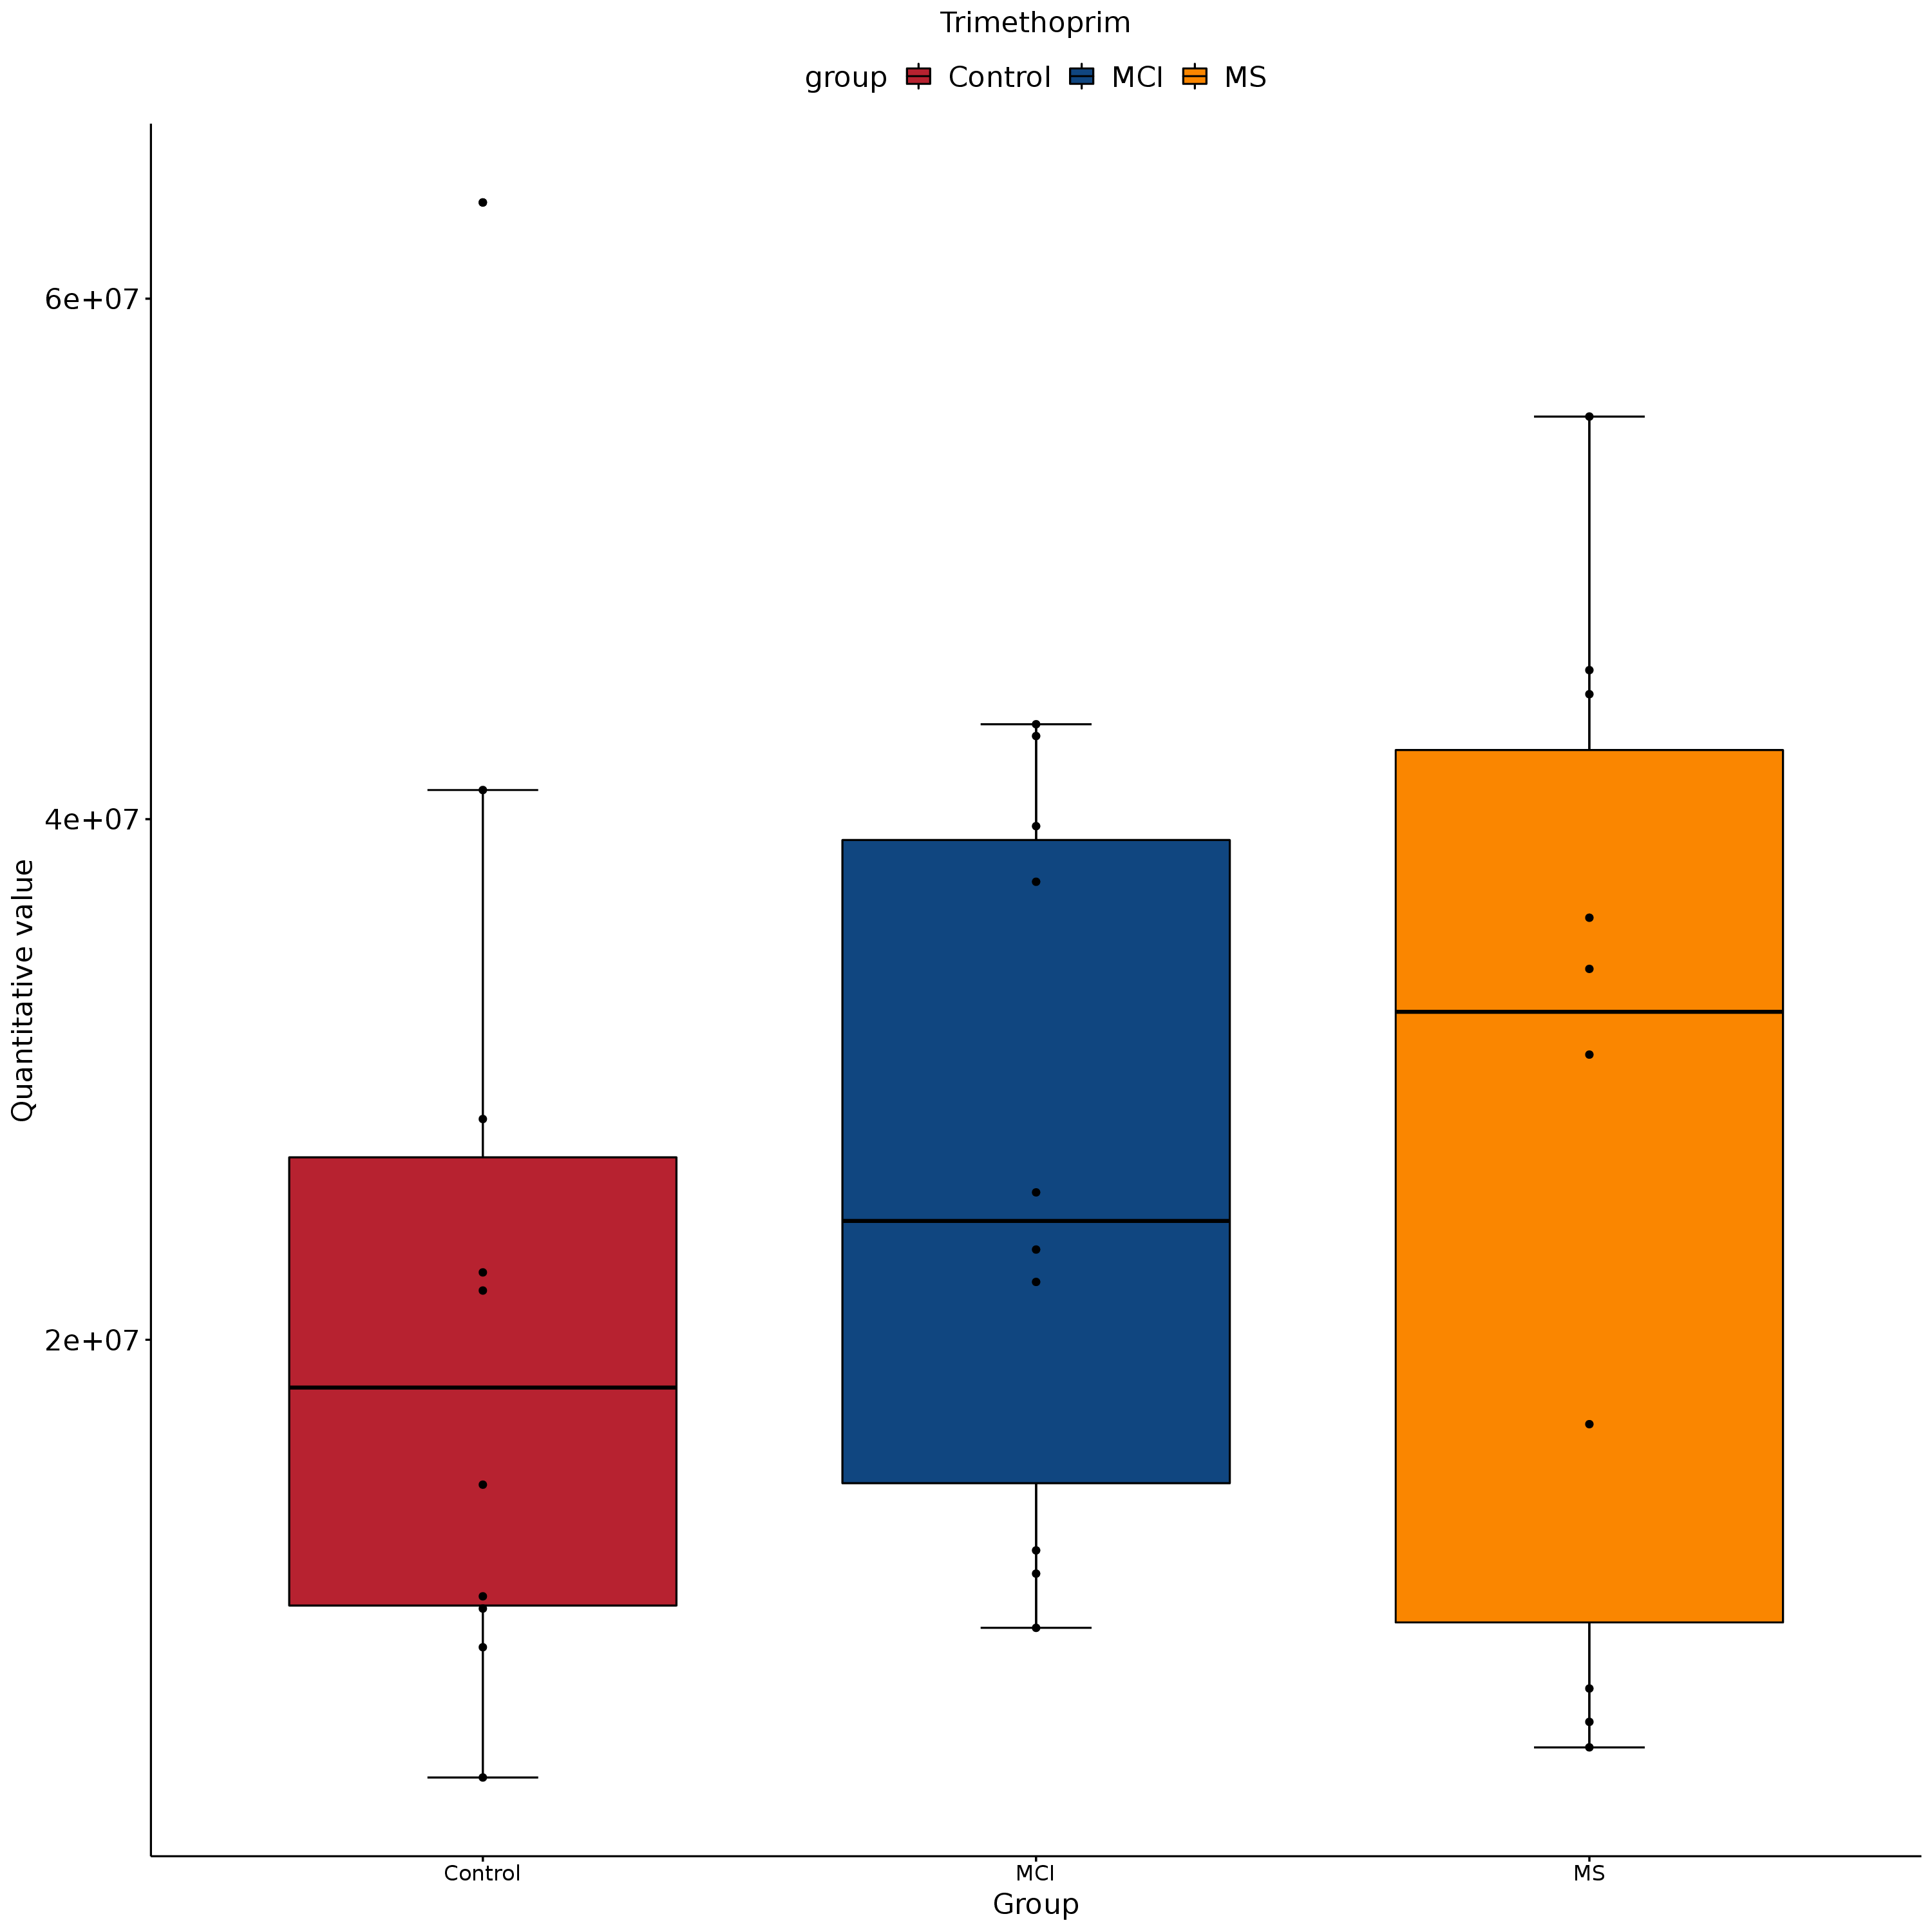 Trimethoprim
group Control MCI MS
Quantitative value
6e+07
4e+07
2e+07
Control MCI MS
Group